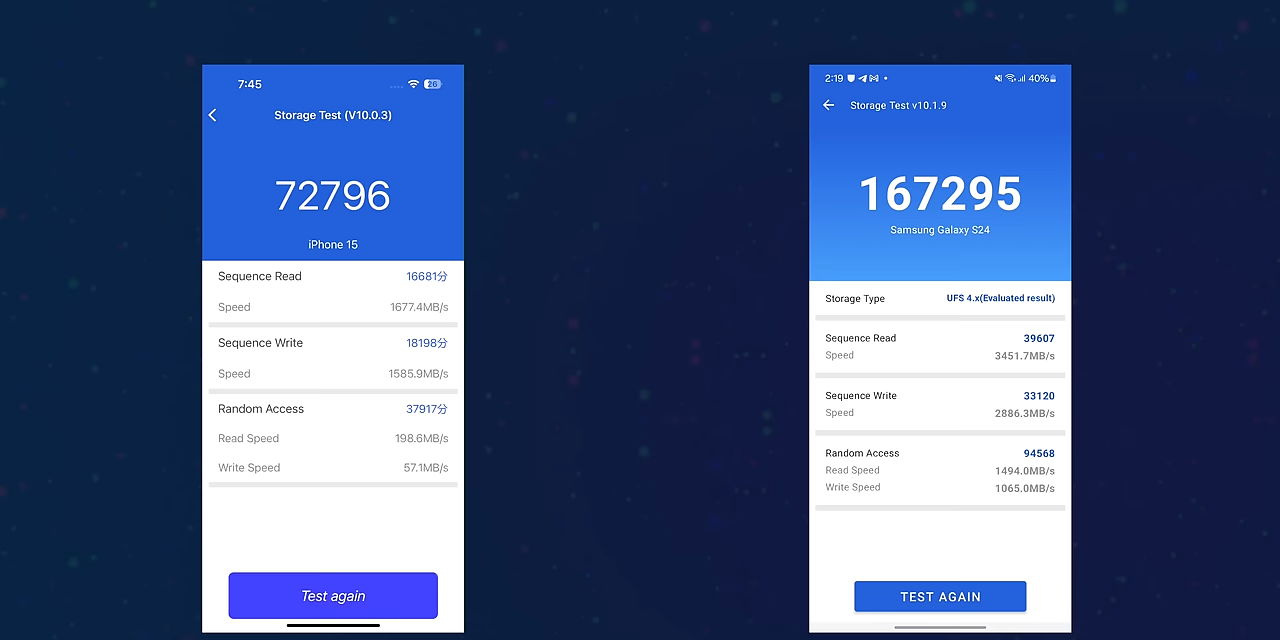 7:45
26
Storage Test (V10.0.3)
72796
iPhone 15
Sequence Read 16681分
Speed 1677.4MB/s
Sequence Write 18198分
Speed 1585.9MB/s
Random Access 37917分
Read Speed 198.6MB/s
Write Speed 57.1MB/s
Test again
2:19 40%
Storage Test v10.1.9
167295
Samsung Galaxy S24
Storage Type UFS 4.x(Evaluated result)
Sequence Read 39607
Speed 3451.7MB/s
Sequence Write 33120
Speed 2886.3MB/s
Random Access 94568
Read Speed 1494.0MB/s
Write Speed 1065.0MB/s
TEST AGAIN